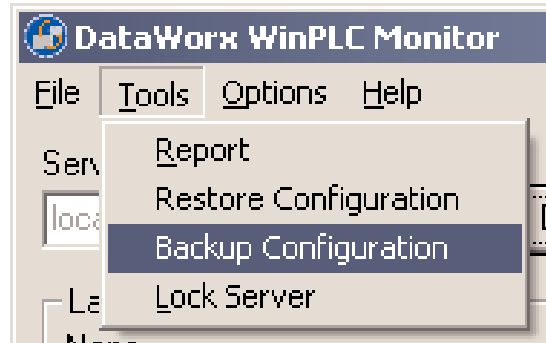 DataWorx WinPLC Monitor
File Tools Options Help
Report
Restore Configuration
Backup Configuration
Lock Server